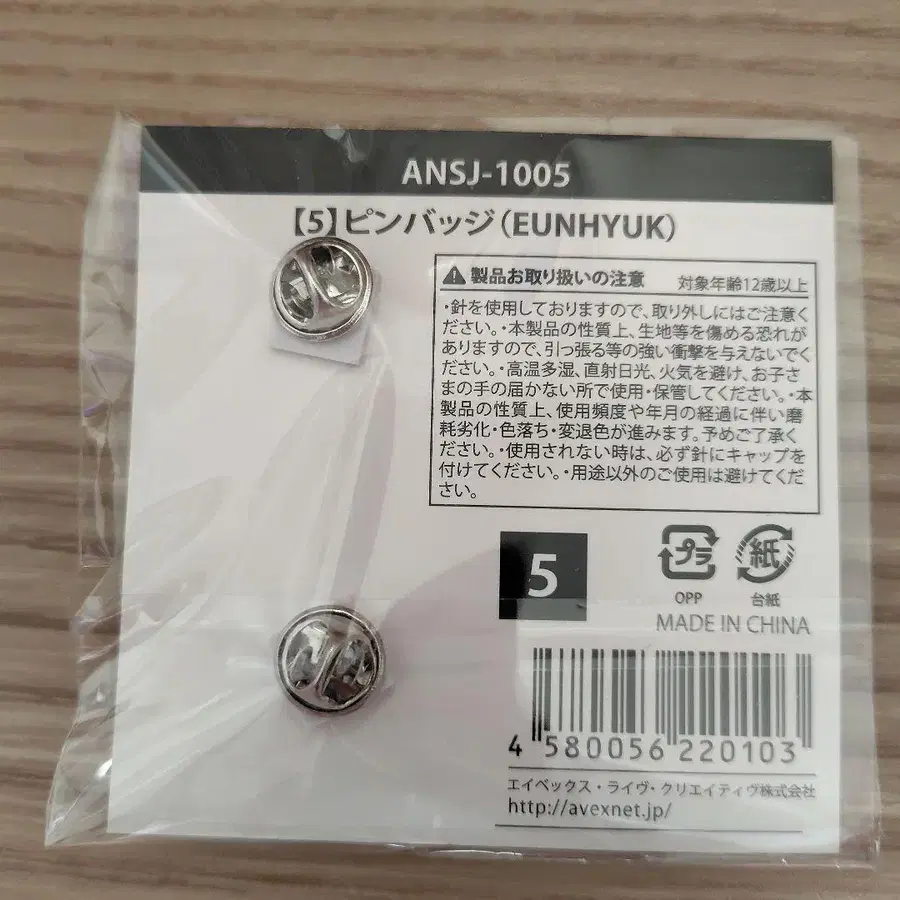 ANSJ-1005
【5】ピンバッジ（EUNHYUK）
製品お取り扱いの注意 対象年齢12歳以上
・針を使用しておりますので、取り外しにはご注意く
ださい。・本製品の性質上、生地等を傷める恐れが
ありますので、引っ張る等の強い衝撃を与えないでく
ださい。・高温多湿、直射日光、火気を避け、お子さ
まの手の届かない所で使用・保管してください。・本
製品の性質上、使用頻度や年月の経過に伴い磨
耗劣化・色落ち・変退色が進みます。予めご了承く
ださい。・使用されない時は、必ず針にキャップを
付けてください。・用途以外のご使用は避けてくだ
さい。
5
プラ
OPP
紙
台紙
MADE IN CHINA
4 580056 220103
エイベックス・ライヴ・クリエイティヴ株式会社
http://avexnet.jp/